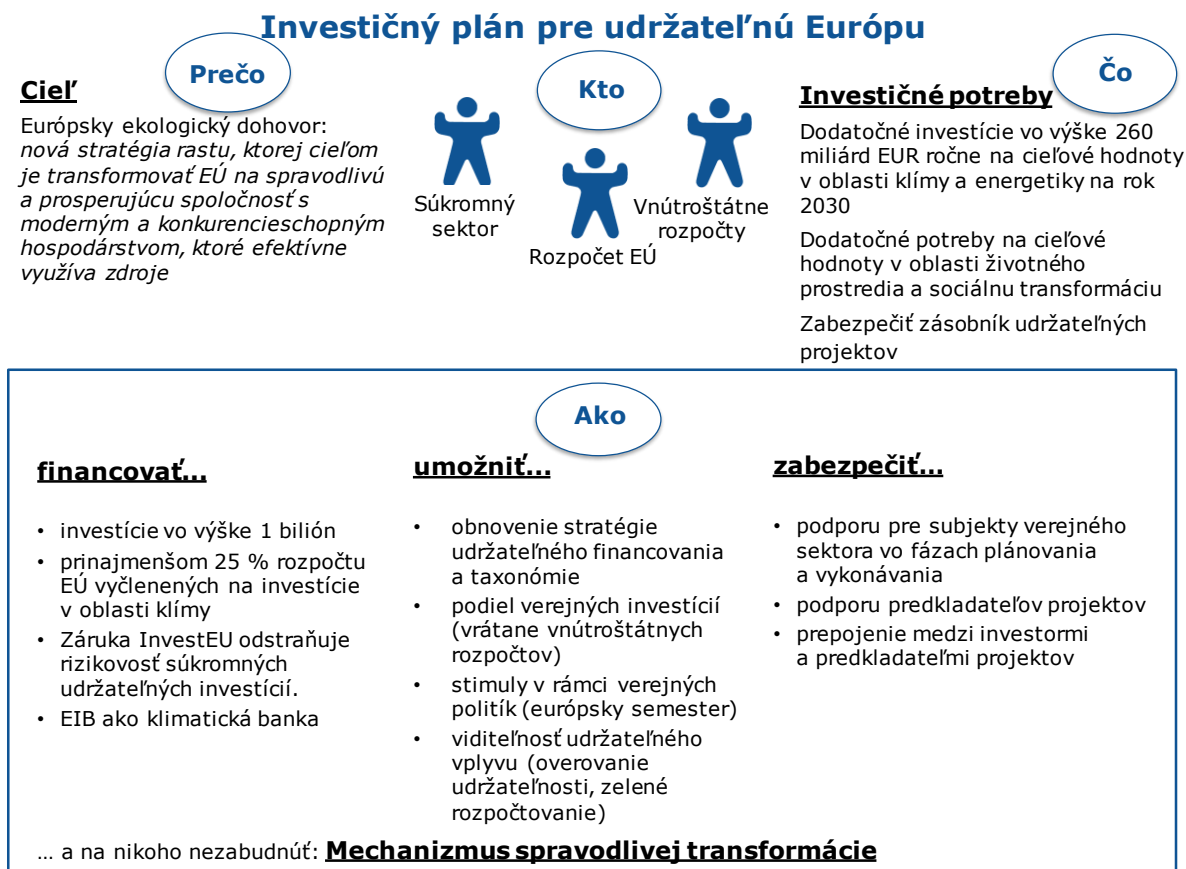 Investičný plán pre udržateľnú Európu
Prečo
Cieľ
Európsky ekologický dohovor:
nová stratégia rastu, ktorej cieľom
je transformovať EÚ na spravodlivú
a prosperujúcu spoločnosť s
moderným a konkurencieschopným
hospodárstvom, ktoré efektívne
využíva zdroje
Kto
Súkromný
sektor
Rozpočet EÚ
Vnútroštátne
rozpočty
Čo
Investičné potreby
Dodatočné investície vo výške 260
miliárd EUR ročne na cieľové hodnoty
v oblasti klímy a energetiky na rok
2030
Dodatočné potreby na cieľové
hodnoty v oblasti životného
prostredia a sociálnu transformáciu
Zabezpečiť zásobník udržateľných
projektov
Ako
financovať...
• investície vo výške 1 bilión
• prinajmenšom 25 % rozpočtu
EÚ vyčlenených na investície
v oblasti klímy
• Záruka InvestEU odstraňuje
rizikovosť súkromných
udržateľných investícií.
• EIB ako klimatická banka
umožniť...
• obnovenie stratégie
udržateľného financovania
a taxonómie
• podiel verejných investícií
(vrátane vnútroštátnych
rozpočtov)
• stimuly v rámci verejných
politík (európsky semester)
• viditeľnosť udržateľného
vplyvu (overovanie
udržateľnosti, zelené
rozpočtovanie)
zabezpečiť...
• podporu pre subjekty verejného
sektora vo fázach plánovania
a vykonávania
• podporu predkladateľov projektov
• prepojenie medzi investormi
a predkladateľmi projektov
… a na nikoho nezabudnúť: Mechanizmus spravodlivej transformácie